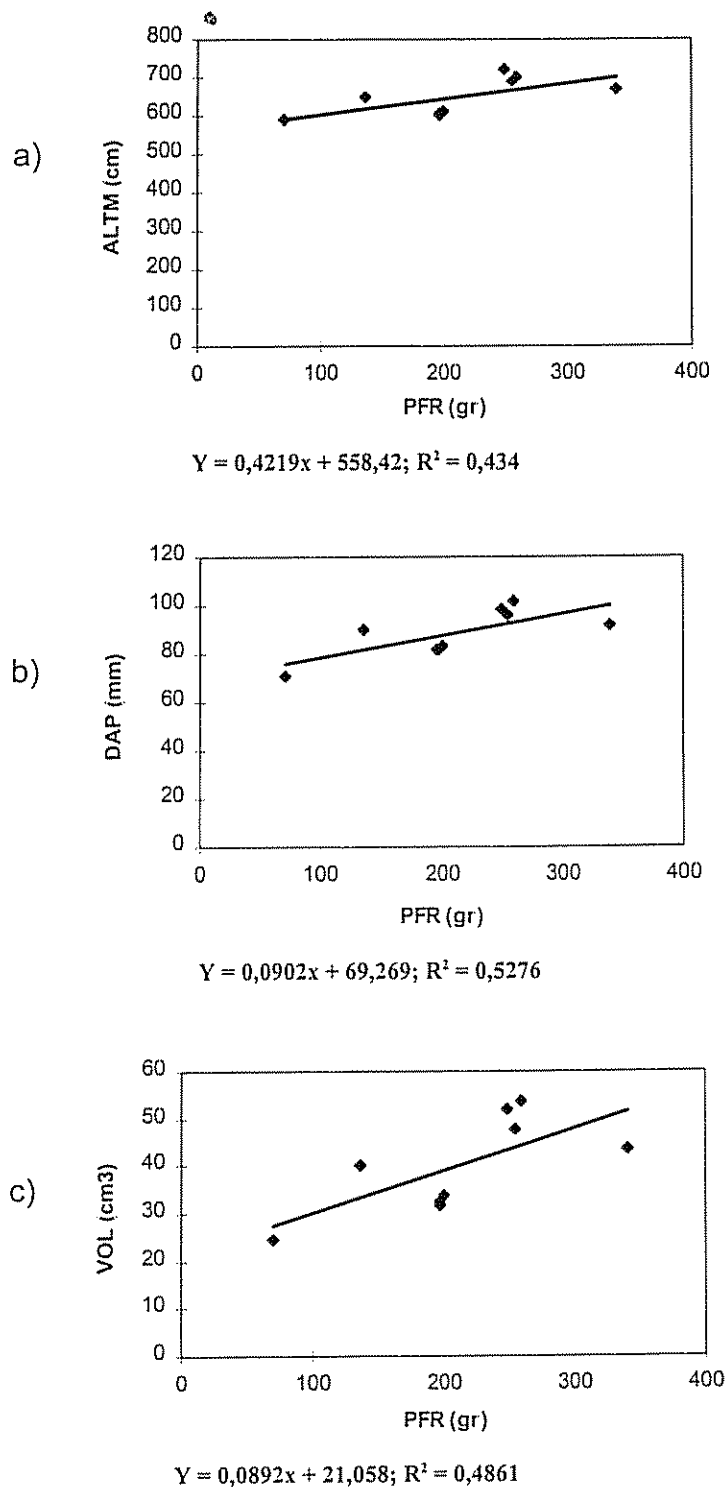 a)
800
700
600
500
400
300
200
100
0
ALTM (cm)
0 100 200 300 400
PFR (gr)
Y = 0,4219x + 558,42; R² = 0,434
b)
120
100
80
60
40
20
0
DAP (mm)
0 100 200 300 400
PFR (gr)
Y = 0,0902x + 69,269; R² = 0,5276
c)
60
50
40
30
20
10
0
VOL (cm3)
0 100 200 300 400
PFR (gr)
Y = 0,0892x + 21,058; R² = 0,4861